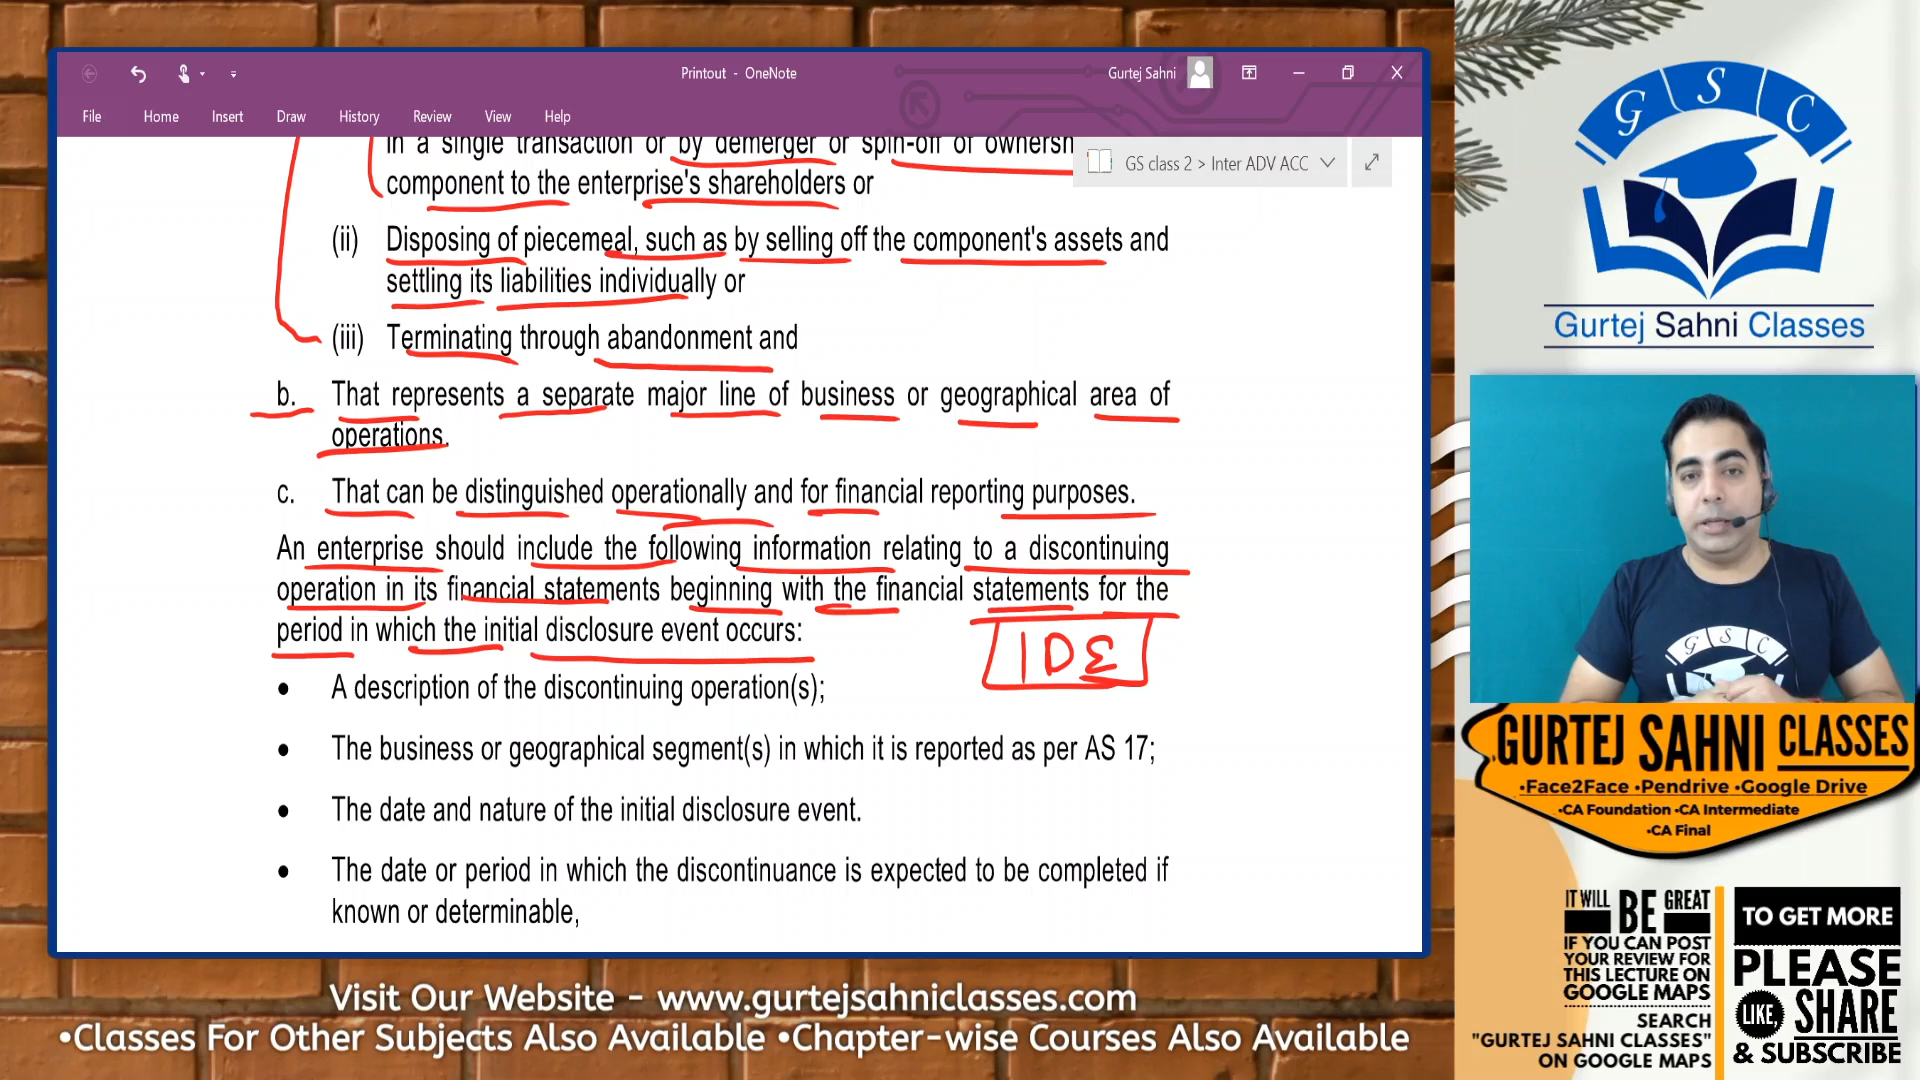 Printout - OneNote
Gurtej Sahni
File Home Insert Draw History Review View Help
in a single transaction or by demerger or spin-off of
GS class 2 > Inter ADV ACC
component to the enterprise's shareholders or
(ii) Disposing of piecemeal, such as by selling off the component's assets and
settling its liabilities individually or
(iii) Terminating through abandonment and
b. That represents a separate major line of business or geographical area of
operations.
c. That can be distinguished operationally and for financial reporting purposes.
An enterprise should include the following information relating to a discontinuing
operation in its financial statements beginning with the financial statements for the
period in which the initial disclosure event occurs:
IDE
• A description of the discontinuing operation(s);
• The business or geographical segment(s) in which it is reported as per AS 17;
• The date and nature of the initial disclosure event.
• The date or period in which the discontinuance is expected to be completed if
known or determinable,
G S C
Gurtej Sahni Classes
G S C
GURTEJ SAHNI CLASSES
•Face2Face •Pendrive •Google Drive
•CA Foundation •CA Intermediate
•CA Final
IT WILL BE GREAT
IF YOU CAN POST
YOUR REVIEW FOR
THIS LECTURE ON
GOOGLE MAPS
SEARCH
"GURTEJ SAHNI CLASSES"
ON GOOGLE MAPS
TO GET MORE
PLEASE
LIKE, SHARE
& SUBSCRIBE
Visit Our Website - www.gurtejsahniclasses.com
•Classes For Other Subjects Also Available •Chapter-wise Courses Also Available